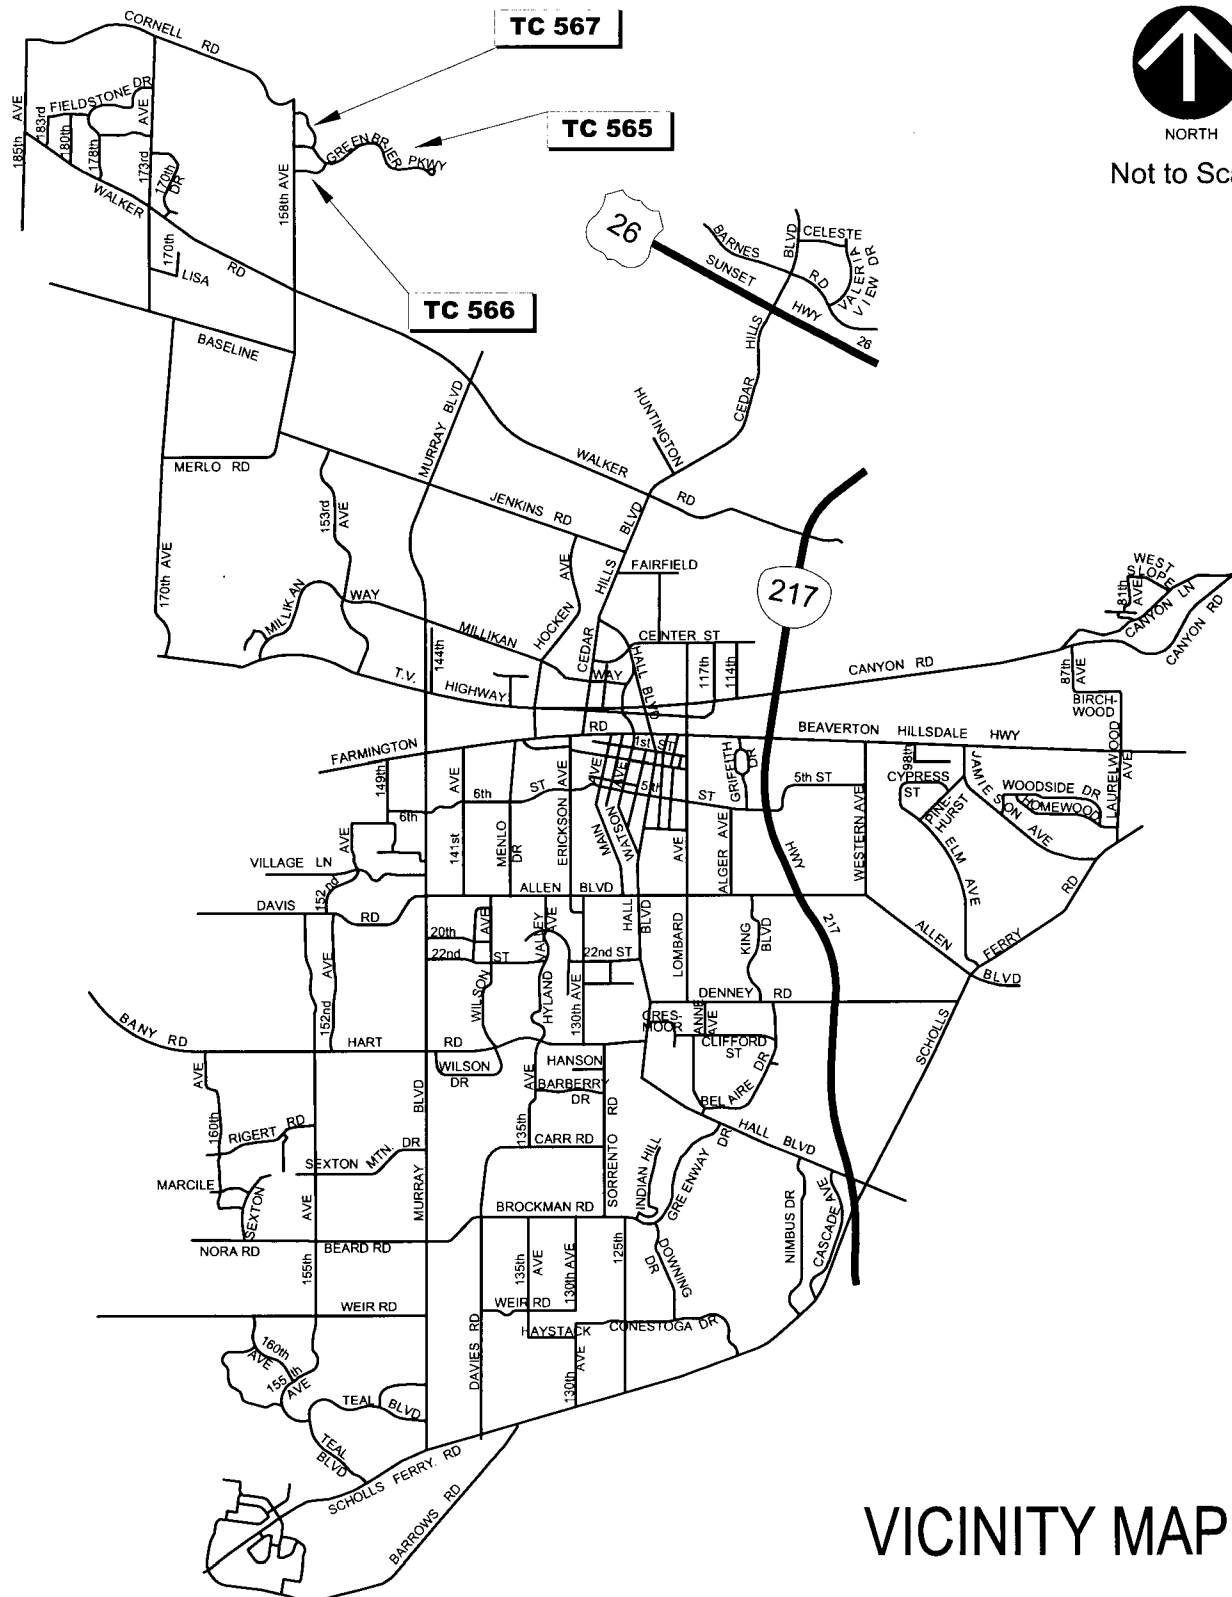 CORNELL RD
TC 567
NORTH
Not to Sca
TC 565
TC 566
185th AVE
183rd
FIELDSTONE DR
180th
178th
173rd AVE
170th DR
WALKER RD
170th
LISA
158th AVE
GREENBRIER PKWY
26
BARNES RD
SUNSET HWY 26
CELESTE
VALERIA VIEW DR
CEDAR HILLS BLVD
BASELINE
MURRAY BLVD
HUNTINGTON
MERLO RD
WALKER RD
JENKINS RD
153rd AVE
170th AVE
MILLIKAN WAY
MILLIKAN WAY
HOCKEN AVE
CEDAR HILLS BLVD
FAIRFIELD
217
WEST SLOPE
81th AVE
CANYON LN
CANYON RD
CENTER ST
144th
T.V. HIGHWAY
HALL BLVD
117th
114th
CANYON RD
87th AVE
BIRCH-
WOOD
FARMINGTON RD
BEAVERTON HILLSDALE HWY
1st ST
149th
141st AVE
6th ST
5th ST
6th
MENLO DR
ERICKSON AVE
MAIN AVE
WATSON AVE
GRIFFITH DR
5th ST
WESTERN AVE
98th
CYPRESS ST
PINE-
HURST
JAMIESON AVE
WOODSIDE DR
HOMEWOOD
LAURELWOOD AVE
ELM AVE
VILLAGE LN
152nd AVE
DAVIS RD
ALLEN BLVD
ALGER AVE
HWY 217
LOMBARD AVE
HALL BLVD
KING BLVD
ALLEN BLVD
SCHOLLS FERRY RD
20th
22nd ST
AVE
WILSON
VALLEY AVE
HYLAND
22nd ST
130th AVE
DENNEY RD
152nd AVE
BANY RD
HART RD
CRES-
MOOR
ANNE AVE
CLIFFORD ST
BEL AIRE DR
WILSON DR
HANSON
BARBERRY DR
135th AVE
CARR RD
SORRENTO RD
HALL BLVD
160th AVE
RIGERT RD
SEXTON MTN. DR
MURRAY BLVD
MARCILE
SEXTON
155th AVE
NORA RD
BEARD RD
BROCKMAN RD
INDIAN HILL
GREENWAY DR
NIMBUS DR
CASCADE AVE
135th AVE
130th AVE
125th
DOWNING DR
WEIR RD
WEIR RD
HAYSTACK
CONESTOGA DR
160th AVE
155th AVE
DAVIES RD
130th AVE
TEAL BLVD
TEAL BLVD
SCHOLLS FERRY. RD
BARROWS RD
VICINITY MAP